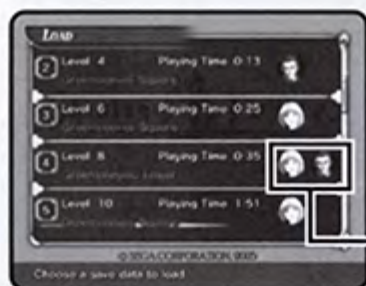 LOAD
2 Level 4 Playing Time 0:13
3 Level 6 Playing Time 0:25
4 Level 8 Playing Time 0:35
5 Level 10 Playing Time 1:51
© SEGA CORPORATION, 2005
Choose a save data to load